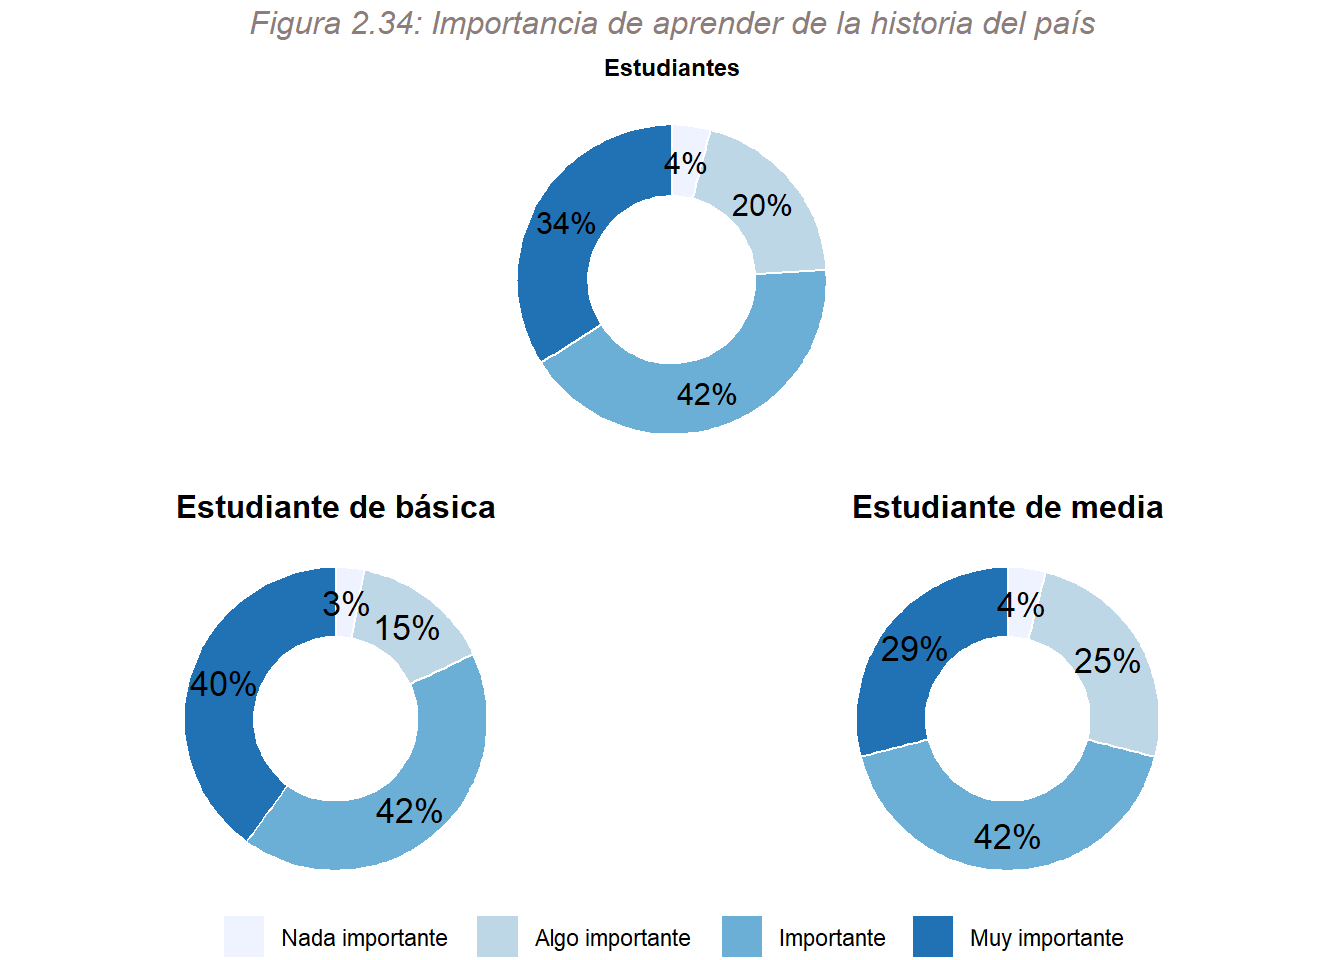 Figura 2.34: Importancia de aprender de la historia del país
Estudiantes
4%
20%
34%
42%
Estudiante de básica
3%
15%
40%
42%
Estudiante de media
4%
29%
25%
42%
Nada importante
Algo importante
Importante
Muy importante